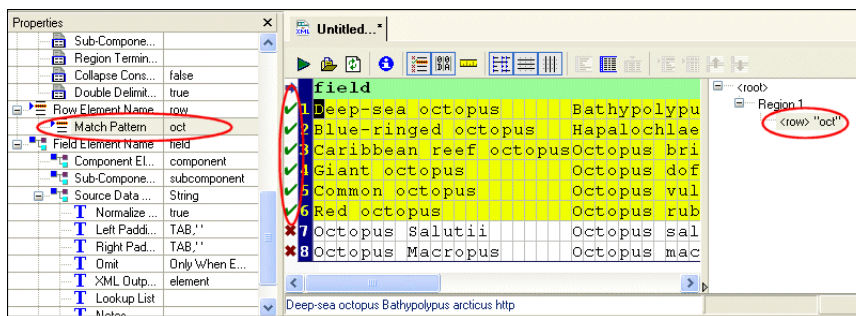 Properties
Sub-Compone...
Region Termin...
Collapse Cons... false
Double Delimit... true
Row Element Name row
Match Pattern oct
Field Element Name field
Component El... component
Sub-Compone... subcomponent
Source Data ... String
Normalize ... true
Left Paddi... TAB,' '
Right Pad... TAB,' '
Omit Only When E...
XML Outp... element
Lookup List
Notes
XML Untitled...*
field
1 Deep-sea octopus Bathypolypu
2 Blue-ringed octopus Hapalochlae
3 Caribbean reef octopus Octopus bri
4 Giant octopus Octopus dof
5 Common octopus Octopus vul
6 Red octopus Octopus rub
7 Octopus Salutii Octopus sal
8 Octopus Macropus Octopus mac
Deep-sea octopus Bathypolypus arcticus http
<root>
Region 1
<row> "oct"